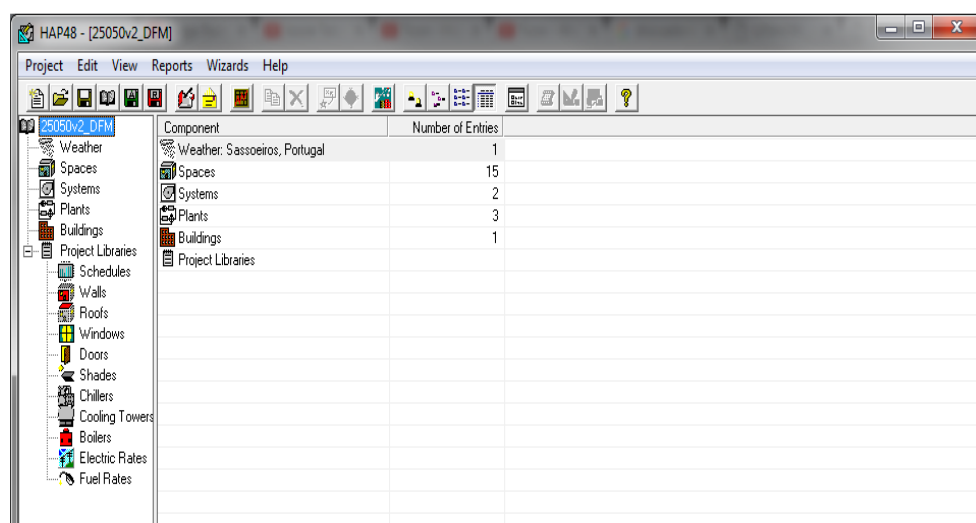 HAP48 - [25050v2_DFM]
Project Edit View Reports Wizards Help
25050v2_DFM
Weather
Spaces
Systems
Plants
Buildings
Project Libraries
Schedules
Walls
Roofs
Windows
Doors
Shades
Chillers
Cooling Towers
Boilers
Electric Rates
Fuel Rates
Component Number of Entries
Weather: Sassoeiros, Portugal 1
Spaces 15
Systems 2
Plants 3
Buildings 1
Project Libraries